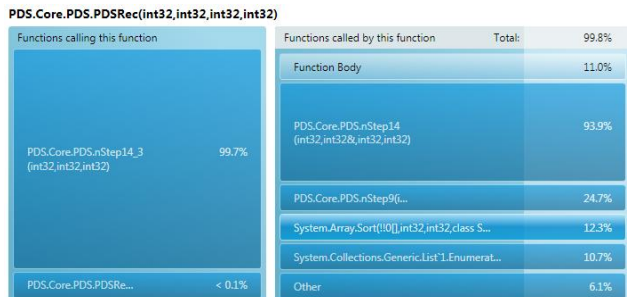 PDS.Core.PDS.PDSRec(int32,int32,int32,int32)
Functions calling this function
PDS.Core.PDS.nStep14_3 99.7%
(int32,int32,int32)
PDS.Core.PDS.PDSRe... < 0.1%
Functions called by this function Total: 99.8%
Function Body 11.0%
PDS.Core.PDS.nStep14 93.9%
(int32,int32&,int32,int32)
PDS.Core.PDS.nStep9(i... 24.7%
System.Array.Sort(!!0[],int32,int32,class S... 12.3%
System.Collections.Generic.List`1.Enumerat... 10.7%
Other 6.1%